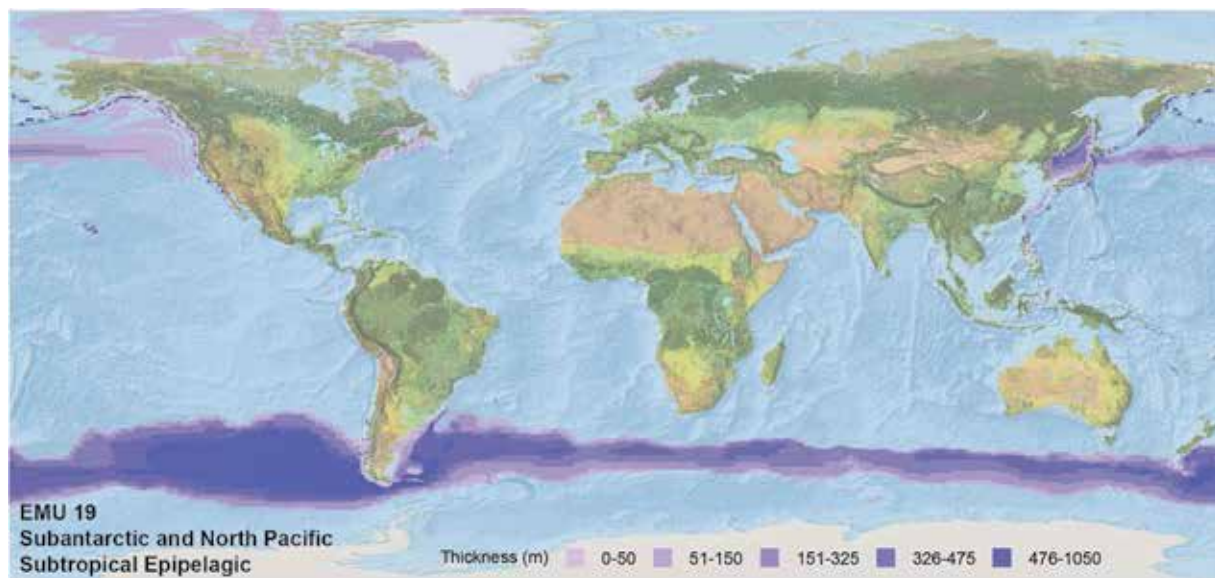 EMU 19
Subantarctic and North Pacific
Subtropical Epipelagic
Thickness (m) 0-50 51-150 151-325 326-475 476-1050